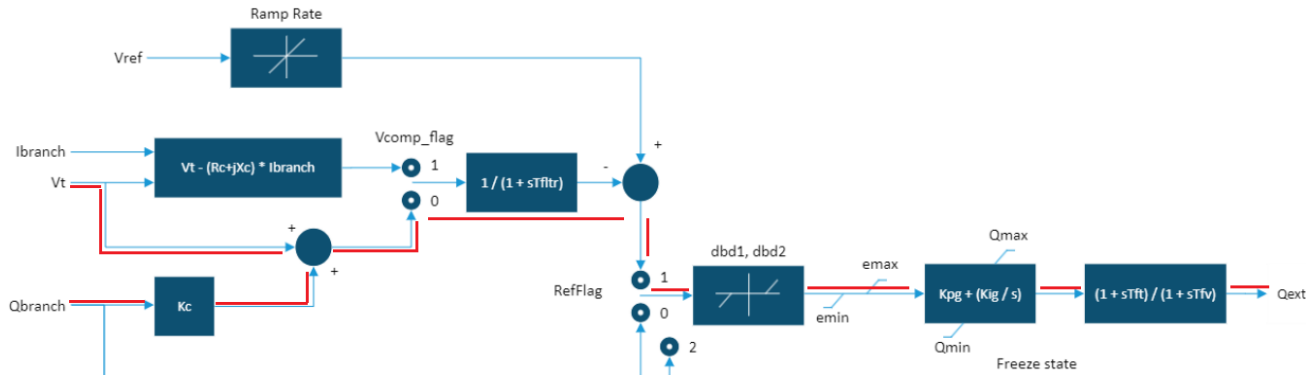 Ramp Rate
Vref
Ibranch
Vt
Vt - (Rc+jXc) * Ibranch
Vcomp_flag
1
0
1 / (1 + sTfltr)
+
-
+
+
Qbranch
Kc
RefFlag
1
0
2
dbd1, dbd2
emax
emin
Qmax
Kpg + (Kig / s)
Qmin
(1 + sTft) / (1 + sTfv)
Qext
Freeze state